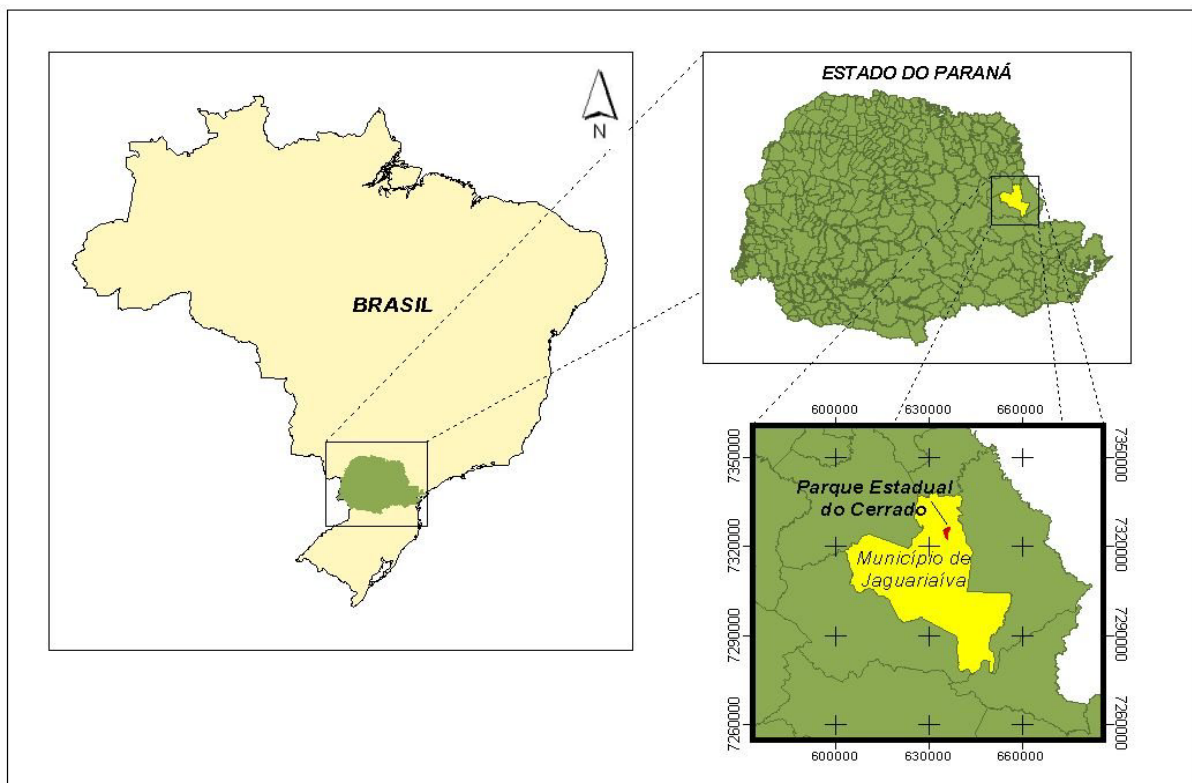 N
BRASIL
ESTADO DO PARANÁ
600000 630000 660000
7350000 7350000
Parque Estadual
do Cerrado
7320000 7320000
Município de
Jaguariaíva
7290000 7290000
7260000 7260000
600000 630000 660000